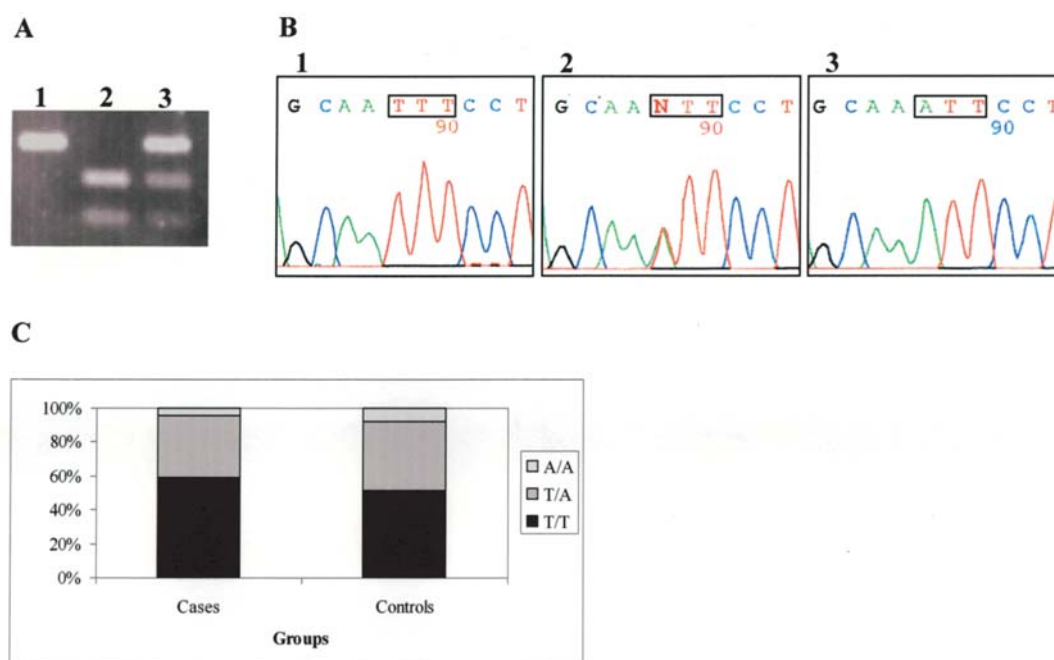 A
1 2 3
B
1
G C A A T T T C C T
90
2
G C A A N T T C C T
90
3
G C A A A T T C C T
90
C
100%
80%
60%
40%
20%
0%
Cases Controls
Groups
A/A
T/A
T/T